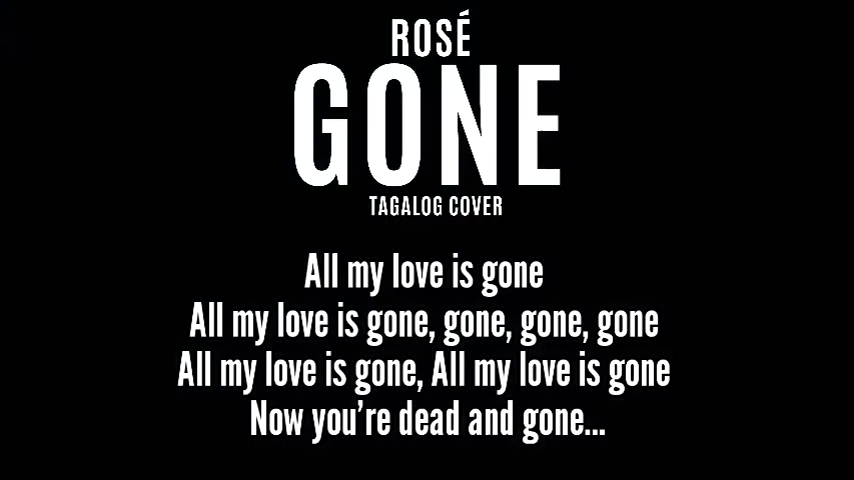 ROSÉ
GONE
TAGALOG COVER
All my love is gone
All my love is gone, gone, gone, gone
All my love is gone, All my love is gone
Now you're dead and gone...